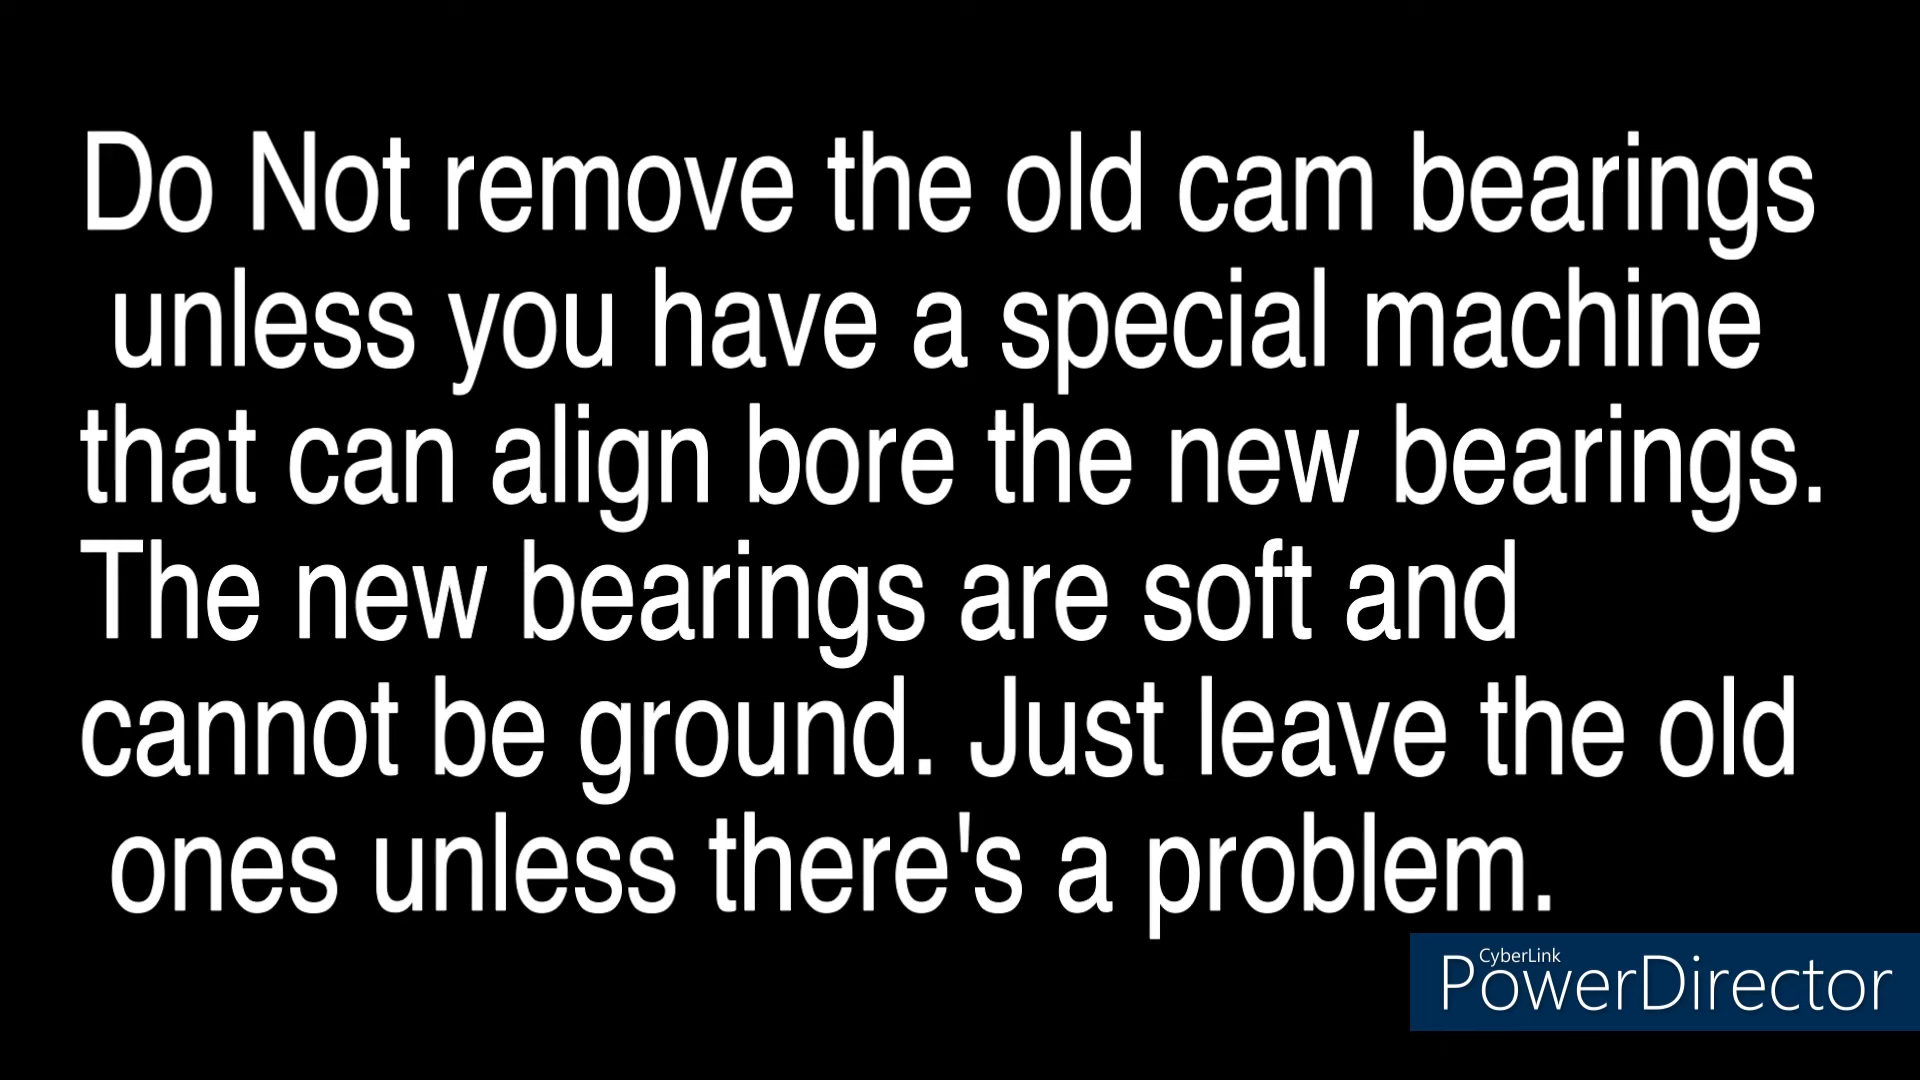 Do Not remove the old cam bearings
unless you have a special machine
that can align bore the new bearings.
The new bearings are soft and
cannot be ground. Just leave the old
ones unless there's a problem.
CyberLink
PowerDirector